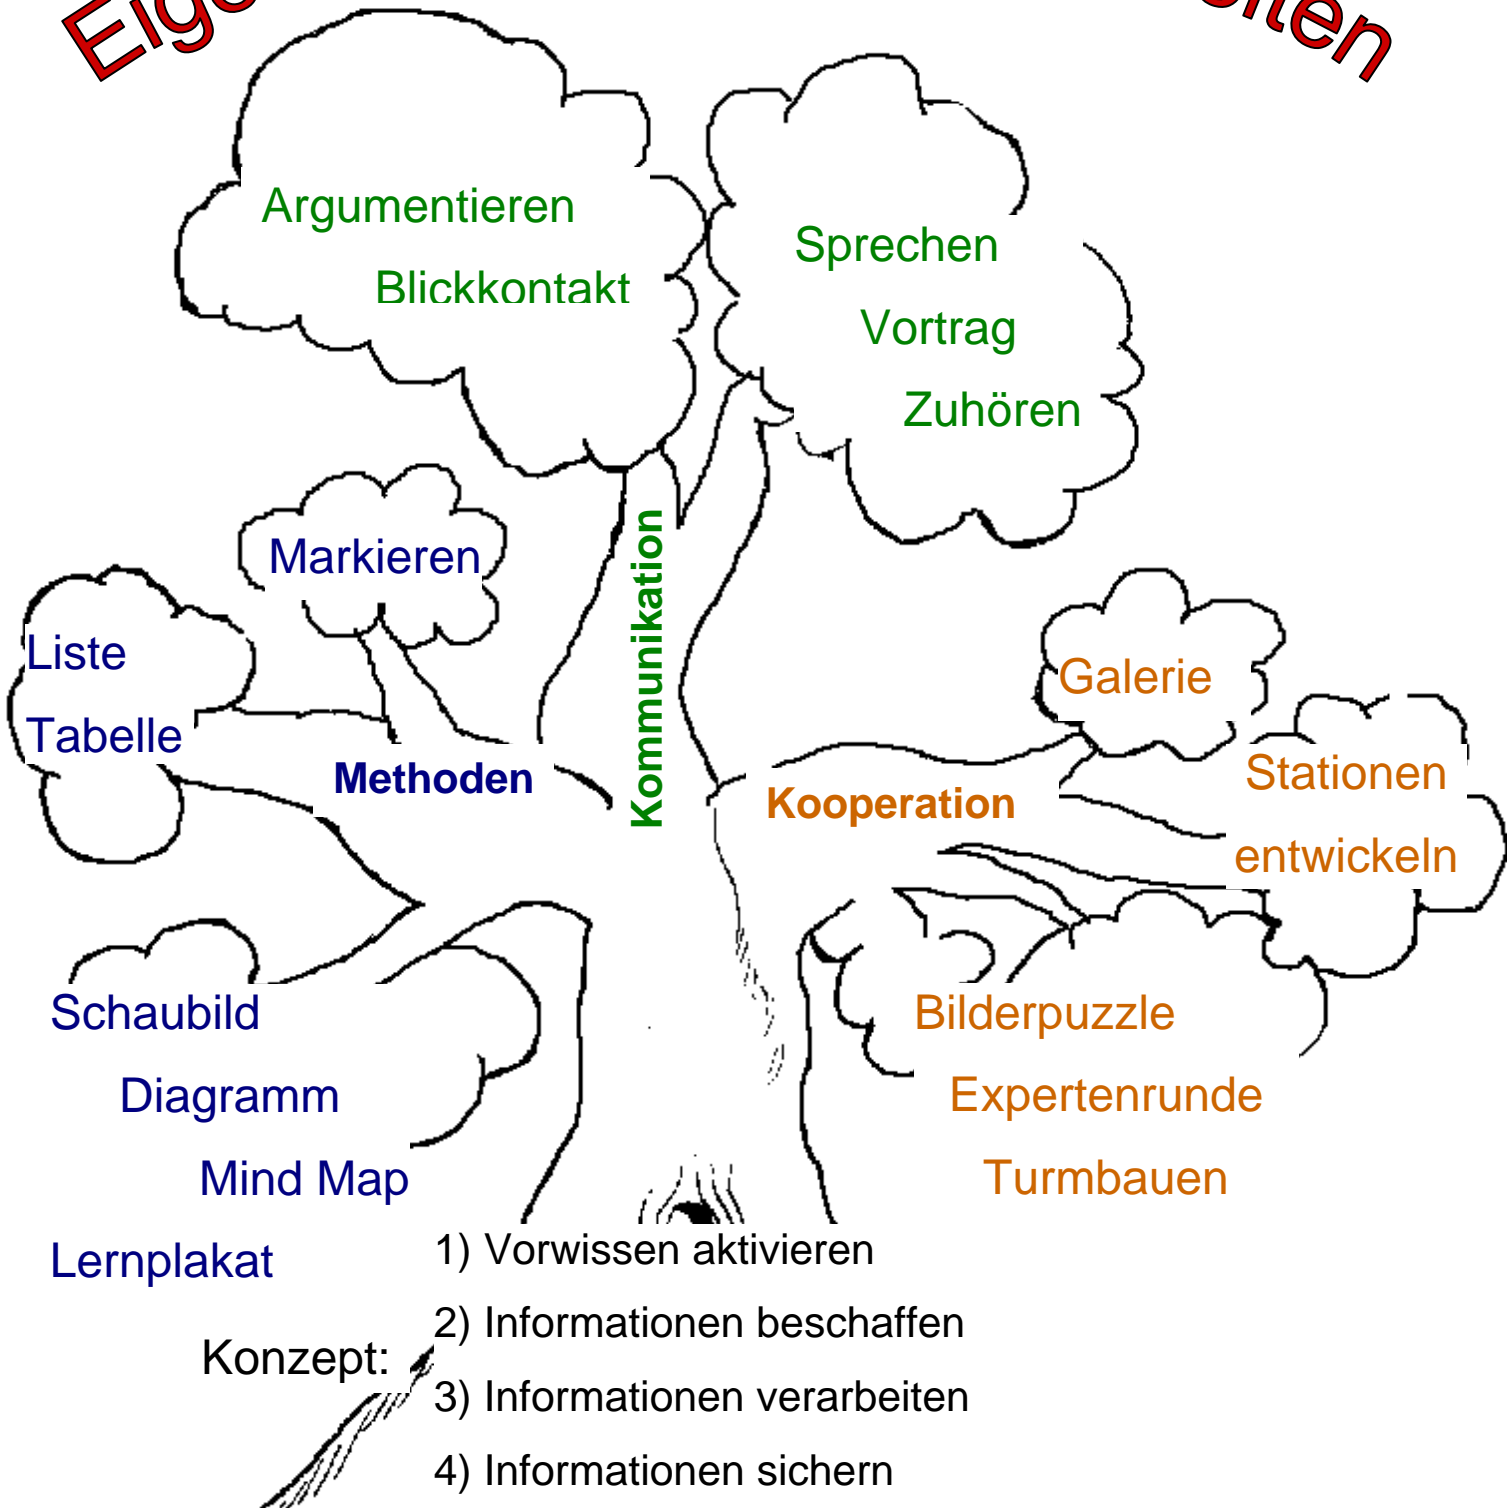 Argumentieren
Blickkontakt
Sprechen
Vortrag
Zuhören
Markieren
Liste
Tabelle
Methoden
Kommunikation
Kooperation
Galerie
Stationen
entwickeln
Schaubild
Diagramm
Mind Map
Lernplakat
Bilderpuzzle
Expertenrunde
Turmbauen
Konzept:
1) Vorwissen aktivieren
2) Informationen beschaffen
3) Informationen verarbeiten
4) Informationen sichern